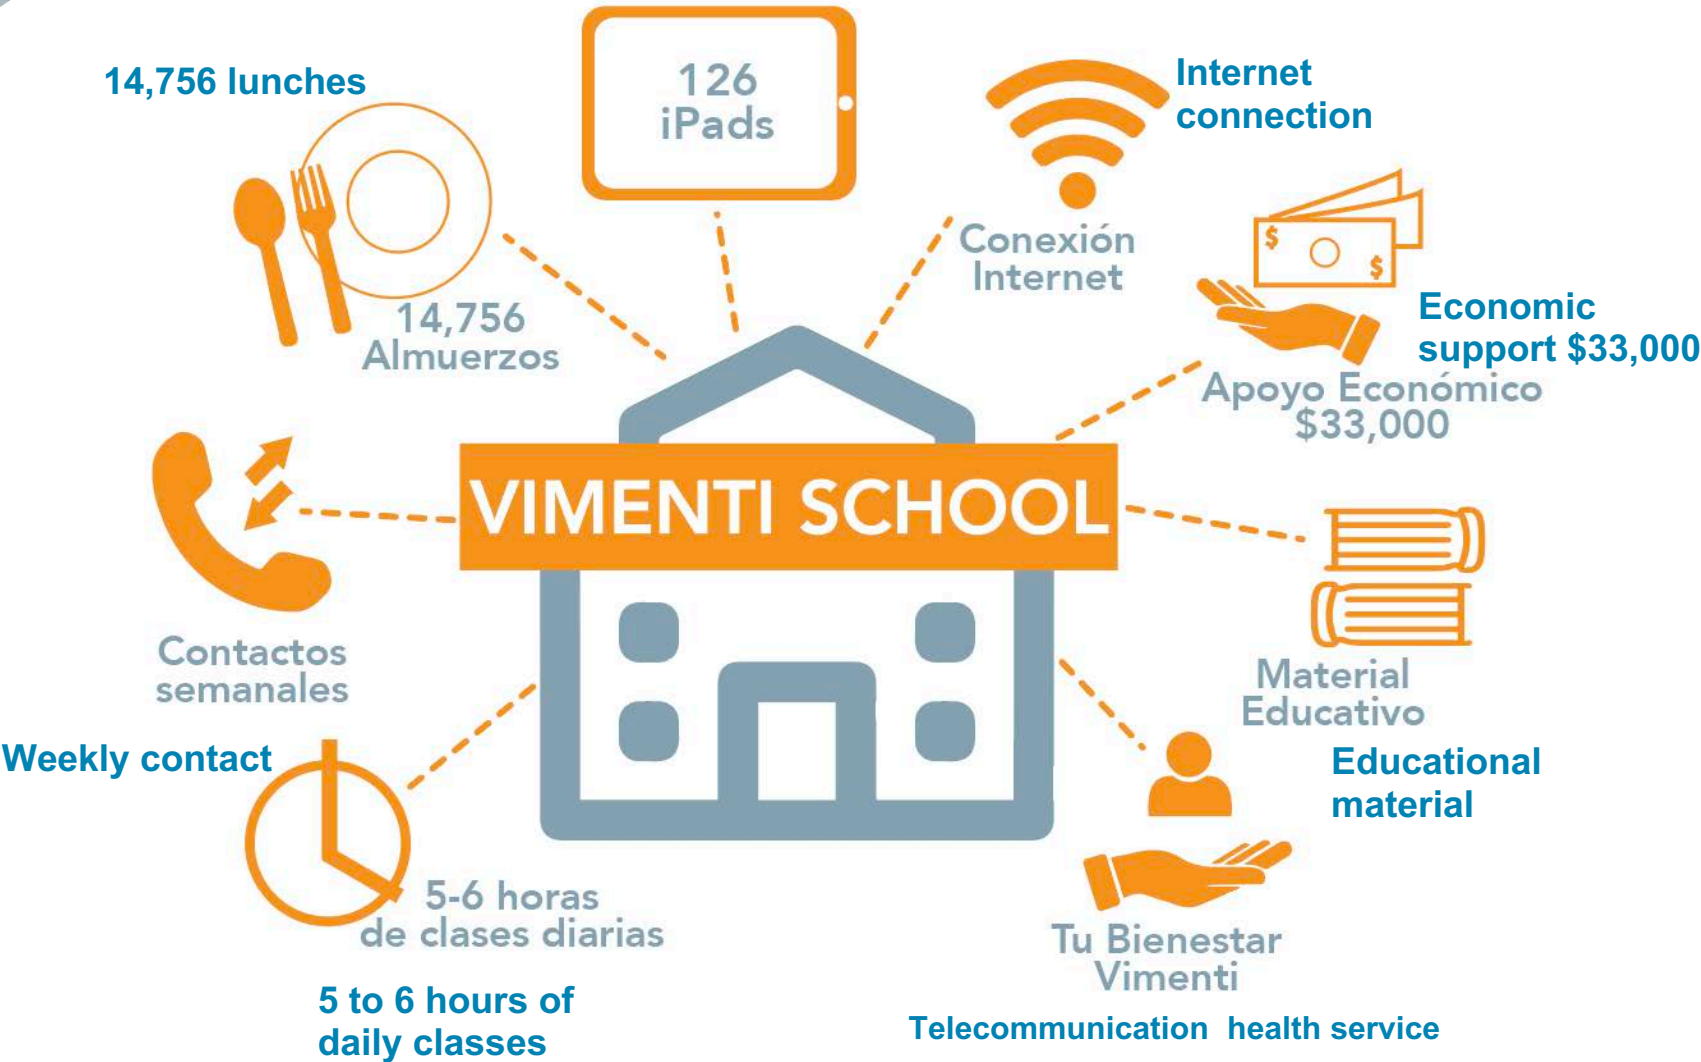 14,756 lunches
126
iPads
Internet
connection
Conexión
Internet
$
$
Economic
support $33,000
Apoyo Económico
$33,000
14,756
Almuerzos
VIMENTI SCHOOL
Contactos
semanales
Weekly contact
Material
Educativo
Educational
material
5-6 horas
de clases diarias
5 to 6 hours of
daily classes
Tu Bienestar
Vimenti
Telecommunication health service